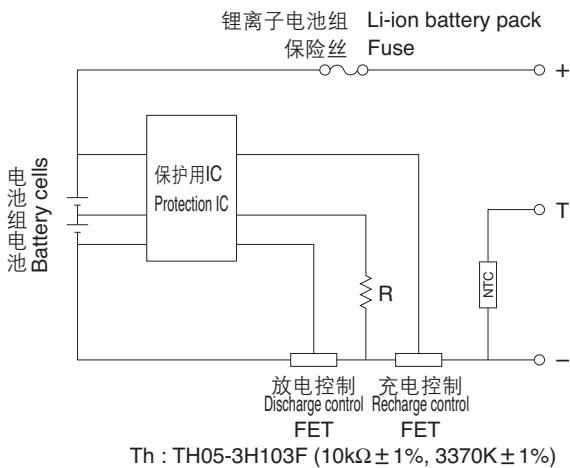 锂离子电池组 Li-ion battery pack
保险丝 Fuse
+
保护用IC
Protection IC
电池组电池
Battery cells
T
R
NTC
−
放电控制
Discharge control
FET
充电控制
Recharge control
FET
Th : TH05-3H103F (10kΩ±1%, 3370K±1%)